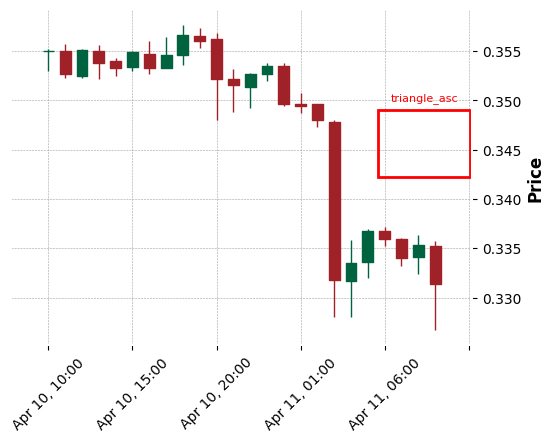 0.355
triangle_asc
0.350
0.345
0.340
0.335
0.330
Price
Apr 10, 10:00
Apr 10, 15:00
Apr 10, 20:00
Apr 11, 01:00
Apr 11, 06:00